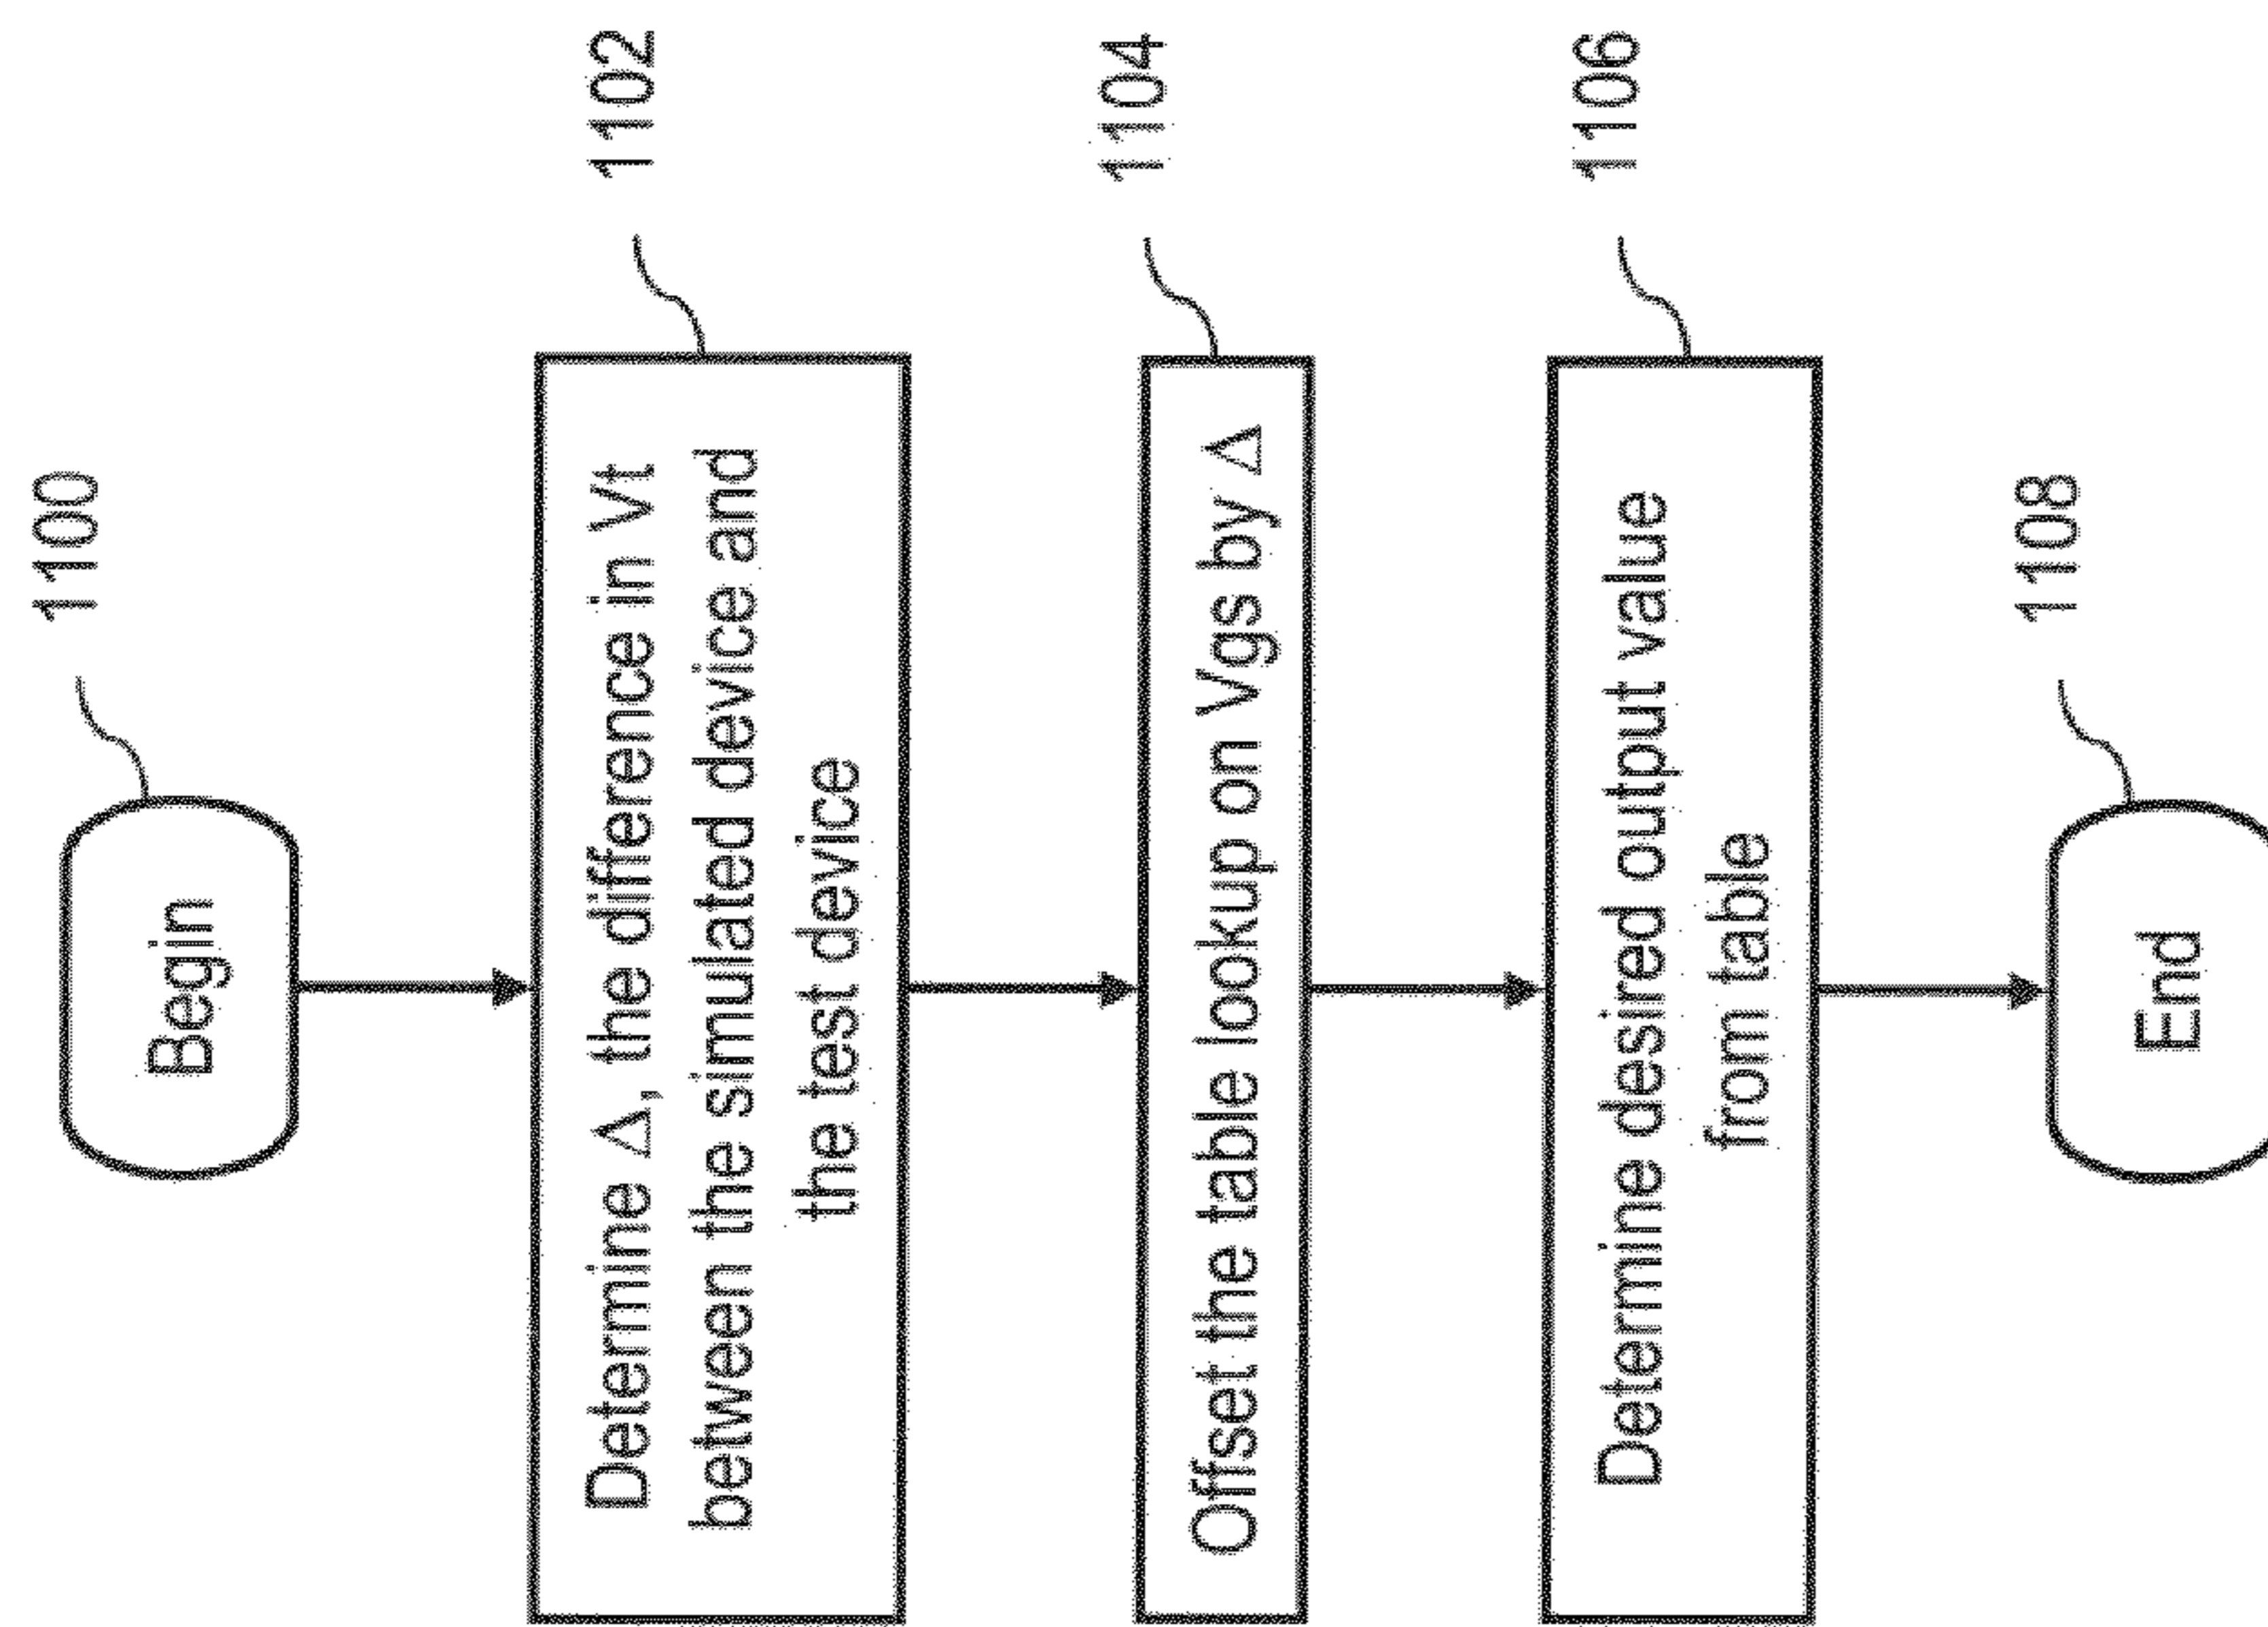 1100
Begin
1102
Determine Δ, the difference in Vt
between the simulated device and
the test device
1104
Offset the table lookup on Vgs by Δ
1106
Determine desired output value
from table
1108
End